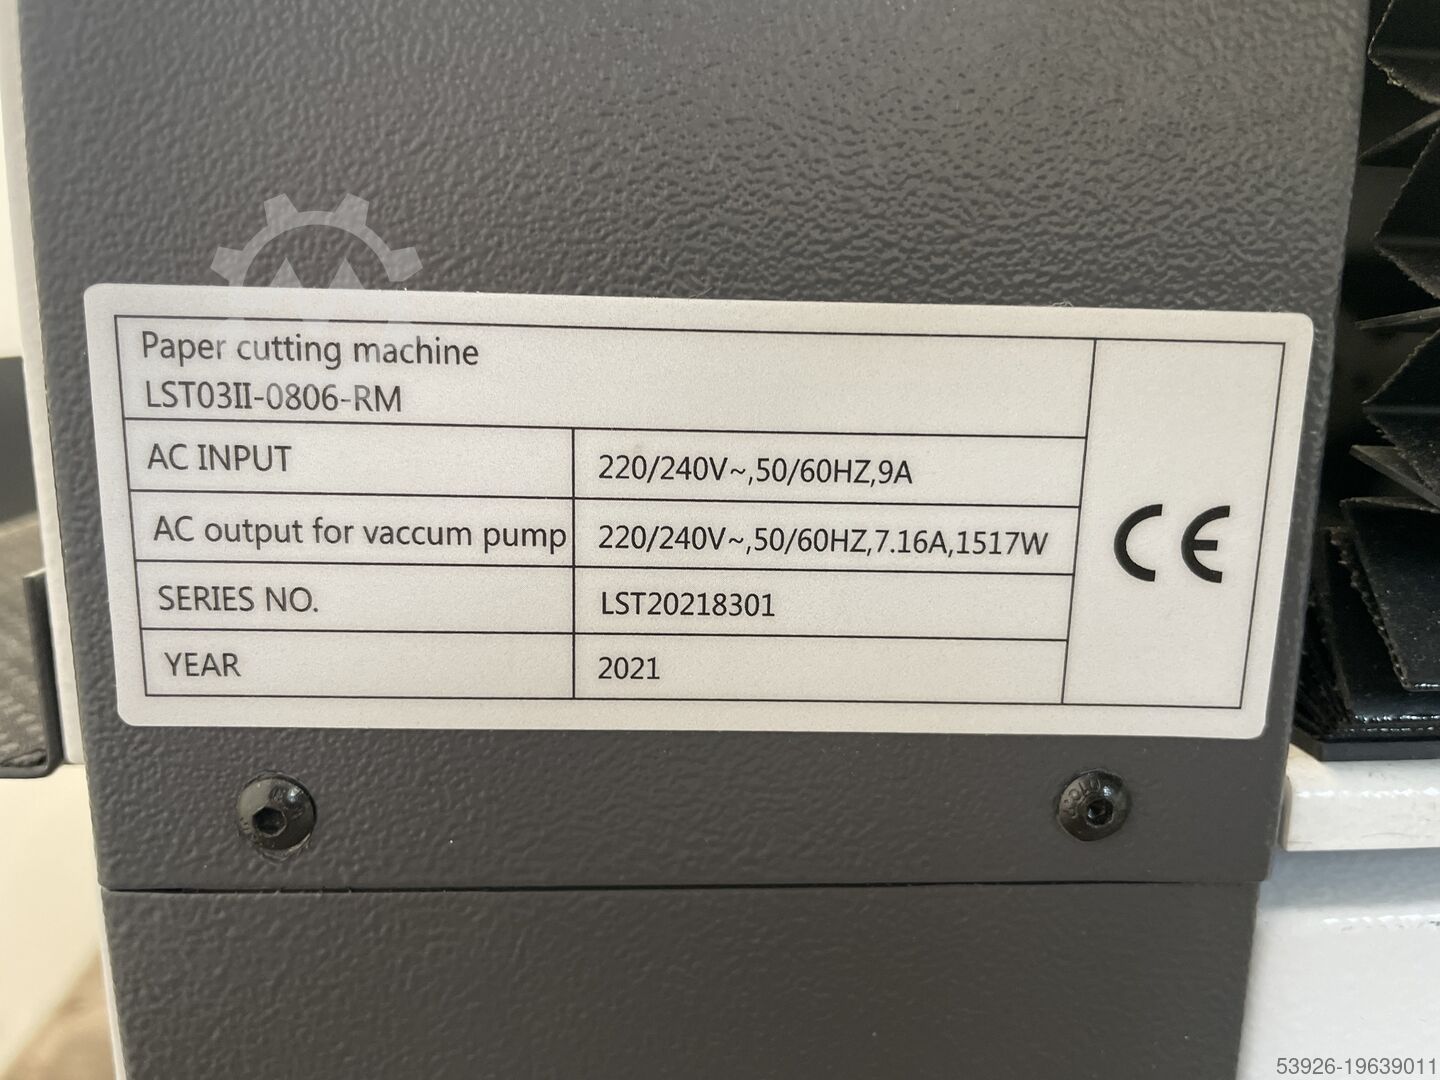 Paper cutting machine
LST03II-0806-RM
AC INPUT
220/240V~,50/60HZ,9A
AC output for vaccum pump
220/240V~,50/60HZ,7.16A,1517W
SERIES NO.
LST20218301
YEAR
2021
CE
53926-19639011